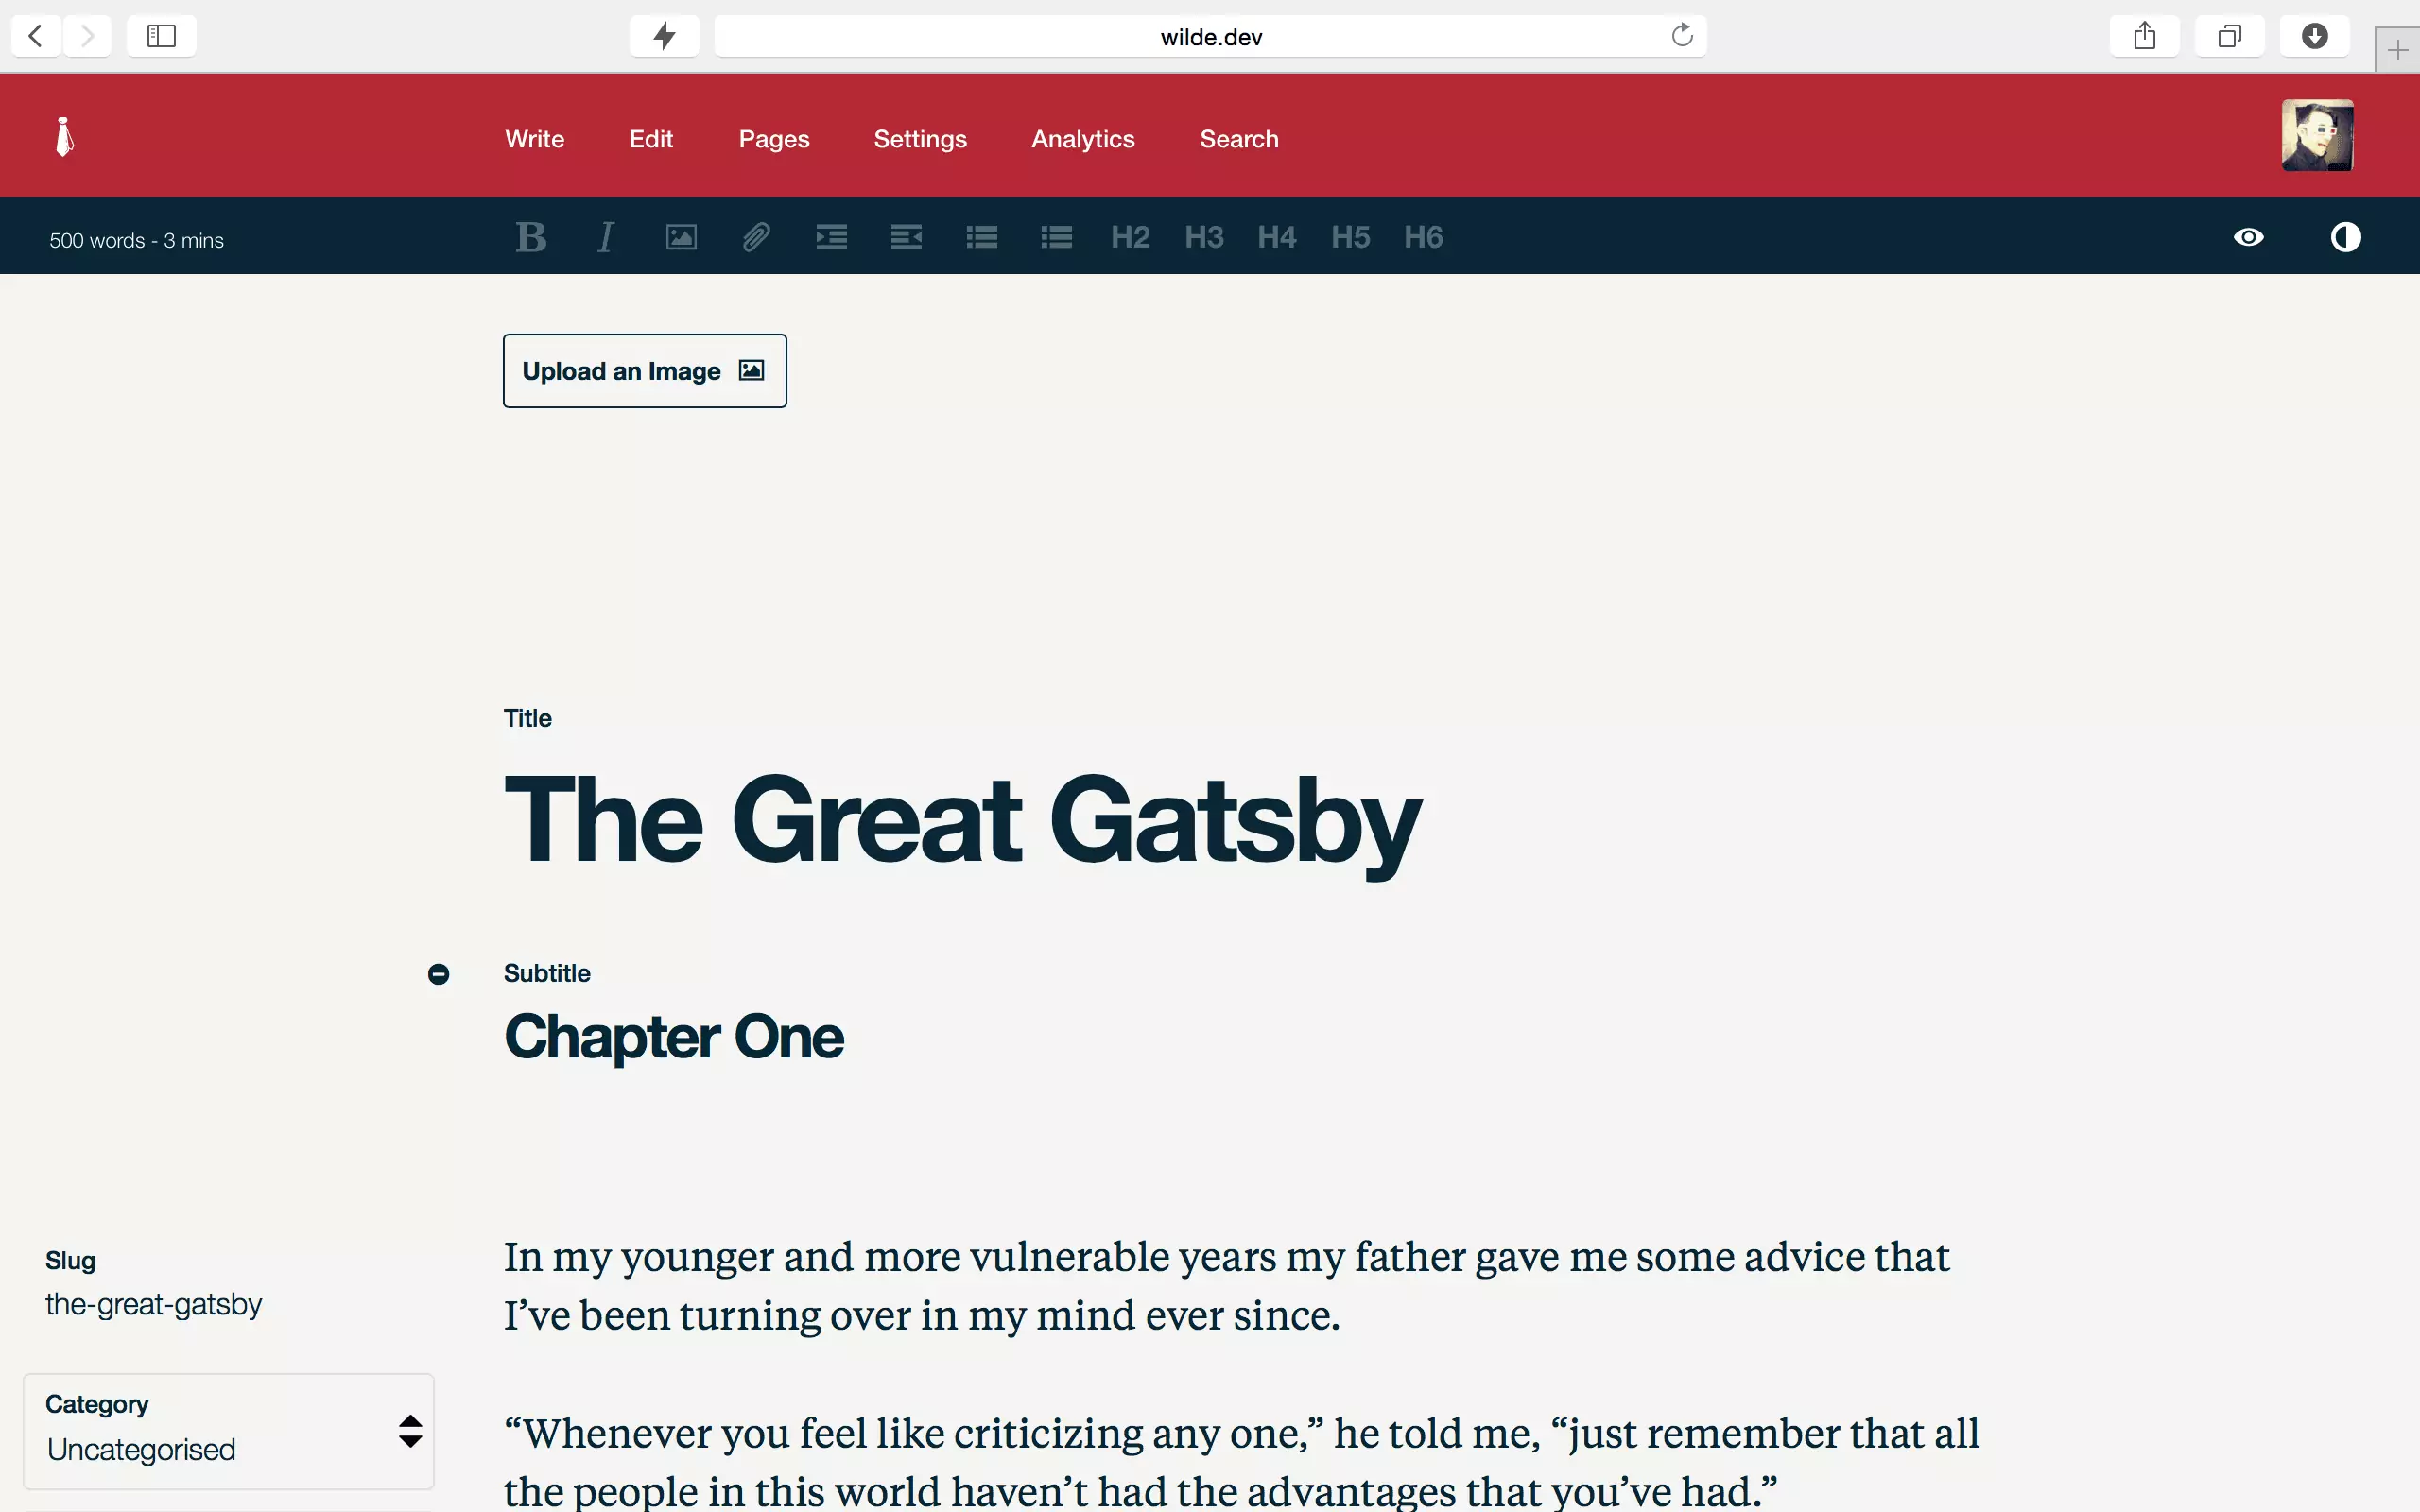 wilde.dev
Write Edit Pages Settings Analytics Search
500 words - 3 mins
B I H2 H3 H4 H5 H6
Upload an Image
Title
The Great Gatsby
Subtitle
Chapter One
Slug
the-great-gatsby
Category
Uncategorised
In my younger and more vulnerable years my father gave me some advice that
I’ve been turning over in my mind ever since.
“Whenever you feel like criticizing any one,” he told me, “just remember that all
the people in this world haven’t had the advantages that you’ve had.”